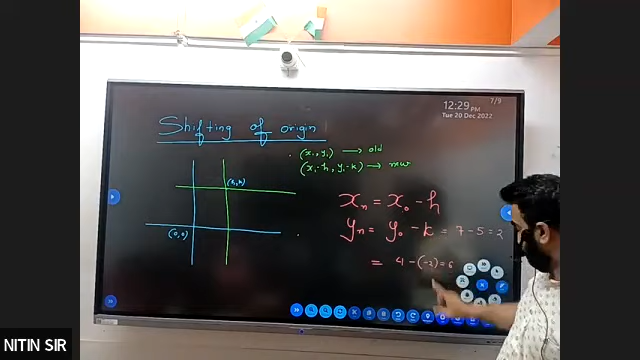 12:29 PM
7/9
Tue 20 Dec 2022
Shifting of origin
(x₁, y₁) → old
(x₁-h, y₁-k) → new
(h, k)
(0, 0)
xₙ = x₀ - h
yₙ = y₀ - k = 7 - 5 = 2
= 4 - (-2) = 6
NITIN SIR